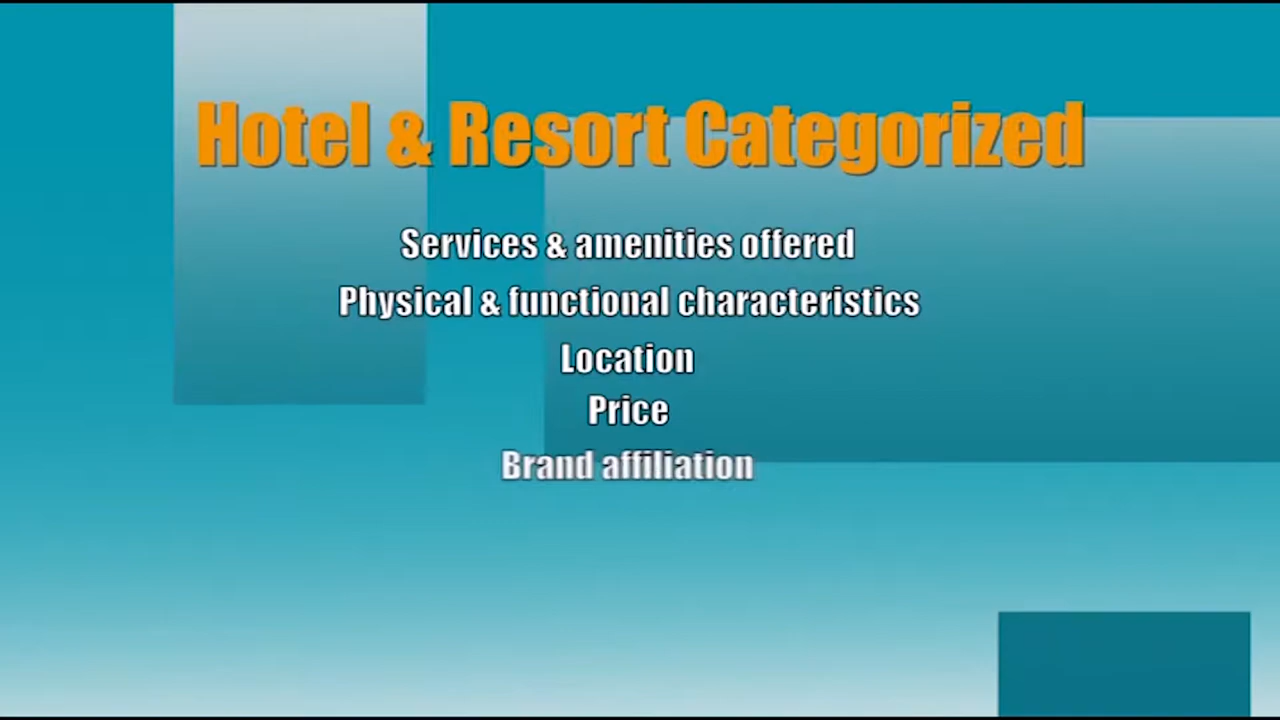 Hotel & Resort Categorized
Services & amenities offered
Physical & functional characteristics
Location
Price
Brand affiliation